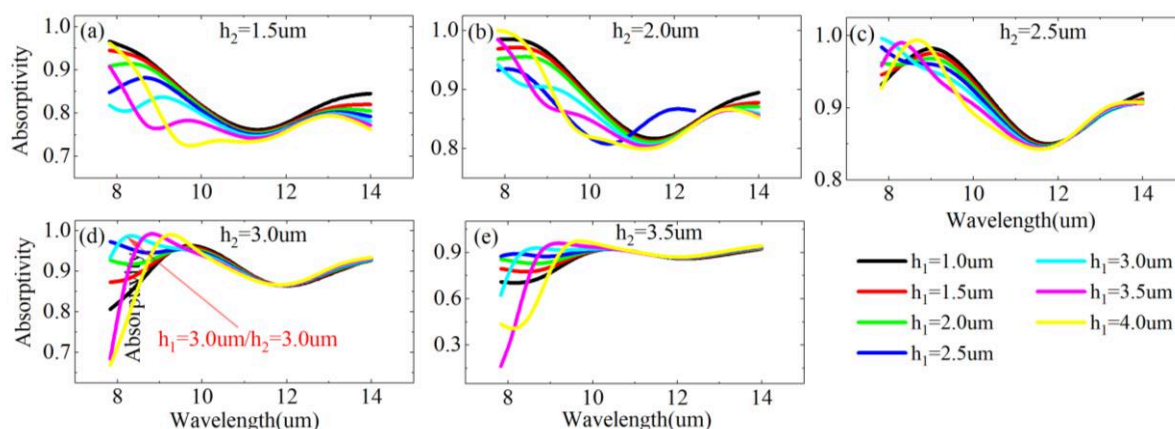 (a) h₂=1.5um
Absorptivity
1.0
0.9
0.8
0.7
8 10 12 14
(b) h₂=2.0um
1.0
0.9
0.8
8 10 12 14
(c) h₂=2.5um
Absorptivity
1.0
0.9
0.8
8 10 12 14
Wavelength(um)
(d) h₂=3.0um
Absorptivity
1.0
0.9
0.8
0.7
Absorptivity
h₁=3.0um/h₂=3.0um
8 10 12 14
Wavelength(um)
(e) h₂=3.5um
0.9
0.6
0.3
8 10 12 14
Wavelength(um)
h₁=1.0um
h₁=1.5um
h₁=2.0um
h₁=2.5um
h₁=3.0um
h₁=3.5um
h₁=4.0um